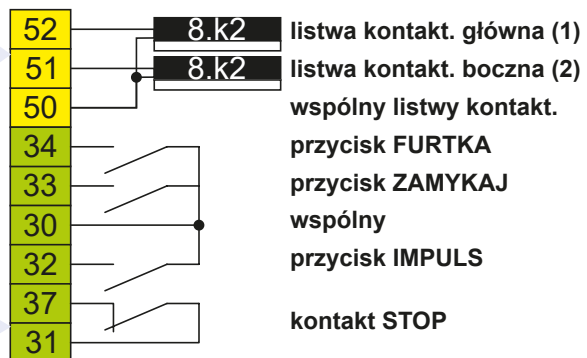 52 8.k2 listwa kontakt. główna (1)
51 8.k2 listwa kontakt. boczna (2)
50 wspólny listwy kontakt.
34 przycisk FURTKA
33 przycisk ZAMYKAJ
30 wspólny
32 przycisk IMPULS
37
kontakt STOP
31